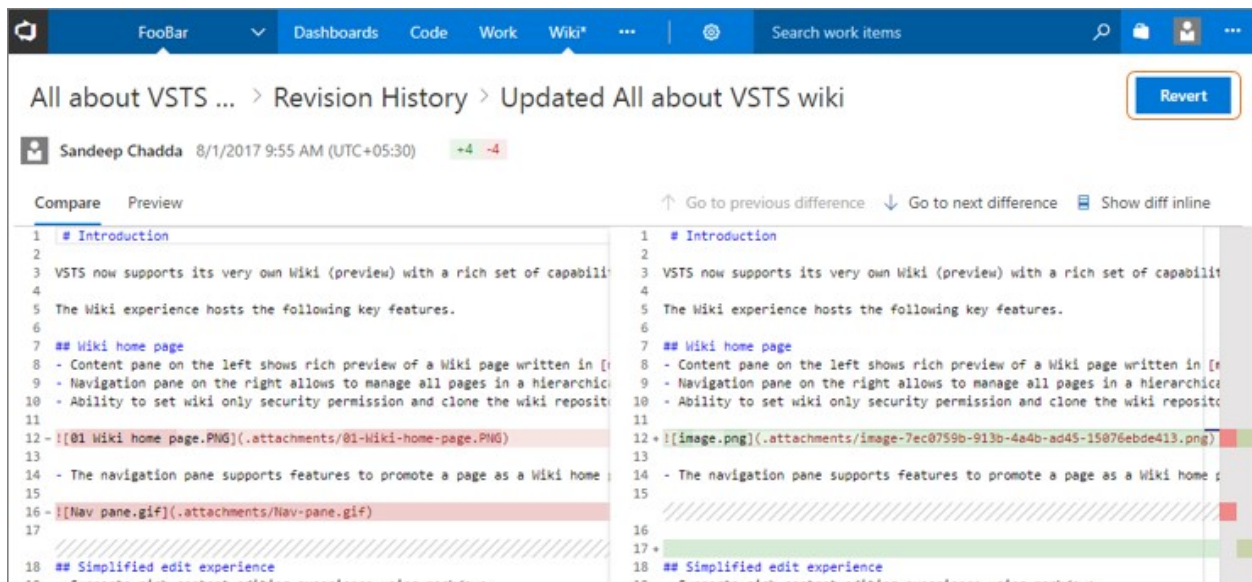 FooBar Dashboards Code Work Wiki* ... Search work items ...
All about VSTS ... > Revision History > Updated All about VSTS wiki Revert
Sandeep Chadda 8/1/2017 9:55 AM (UTC+05:30) +4 -4
Compare Preview ↑ Go to previous difference ↓ Go to next difference Show diff inline
1 # Introduction
2
3 VSTS now supports its very own Wiki (preview) with a rich set of capabili
4
5 The Wiki experience hosts the following key features.
6
7 ## Wiki home page
8 - Content pane on the left shows rich preview of a Wiki page written in [
9 - Navigation pane on the right allows to manage all pages in a hierarchica
10 - Ability to set wiki only security permission and clone the wiki reposito
11
12 - ![01 Wiki home page.PNG](.attachments/01-Wiki-home-page.PNG)
13
14 - The navigation pane supports features to promote a page as a Wiki home
15
16 - ![Nav pane.gif](.attachments/Nav-pane.gif)
17
18 ## Simplified edit experience
1 # Introduction
2
3 VSTS now supports its very own Wiki (preview) with a rich set of capabilit
4
5 The Wiki experience hosts the following key features.
6
7 ## Wiki home page
8 - Content pane on the left shows rich preview of a Wiki page written in [
9 - Navigation pane on the right allows to manage all pages in a hierarchica
10 - Ability to set wiki only security permission and clone the wiki reposito
11
12 + ![image.png](.attachments/image-7ec0759b-913b-4a4b-ad45-15076ebde413.png)
13
14 - The navigation pane supports features to promote a page as a Wiki home p
15
16
17 +
18 ## Simplified edit experience